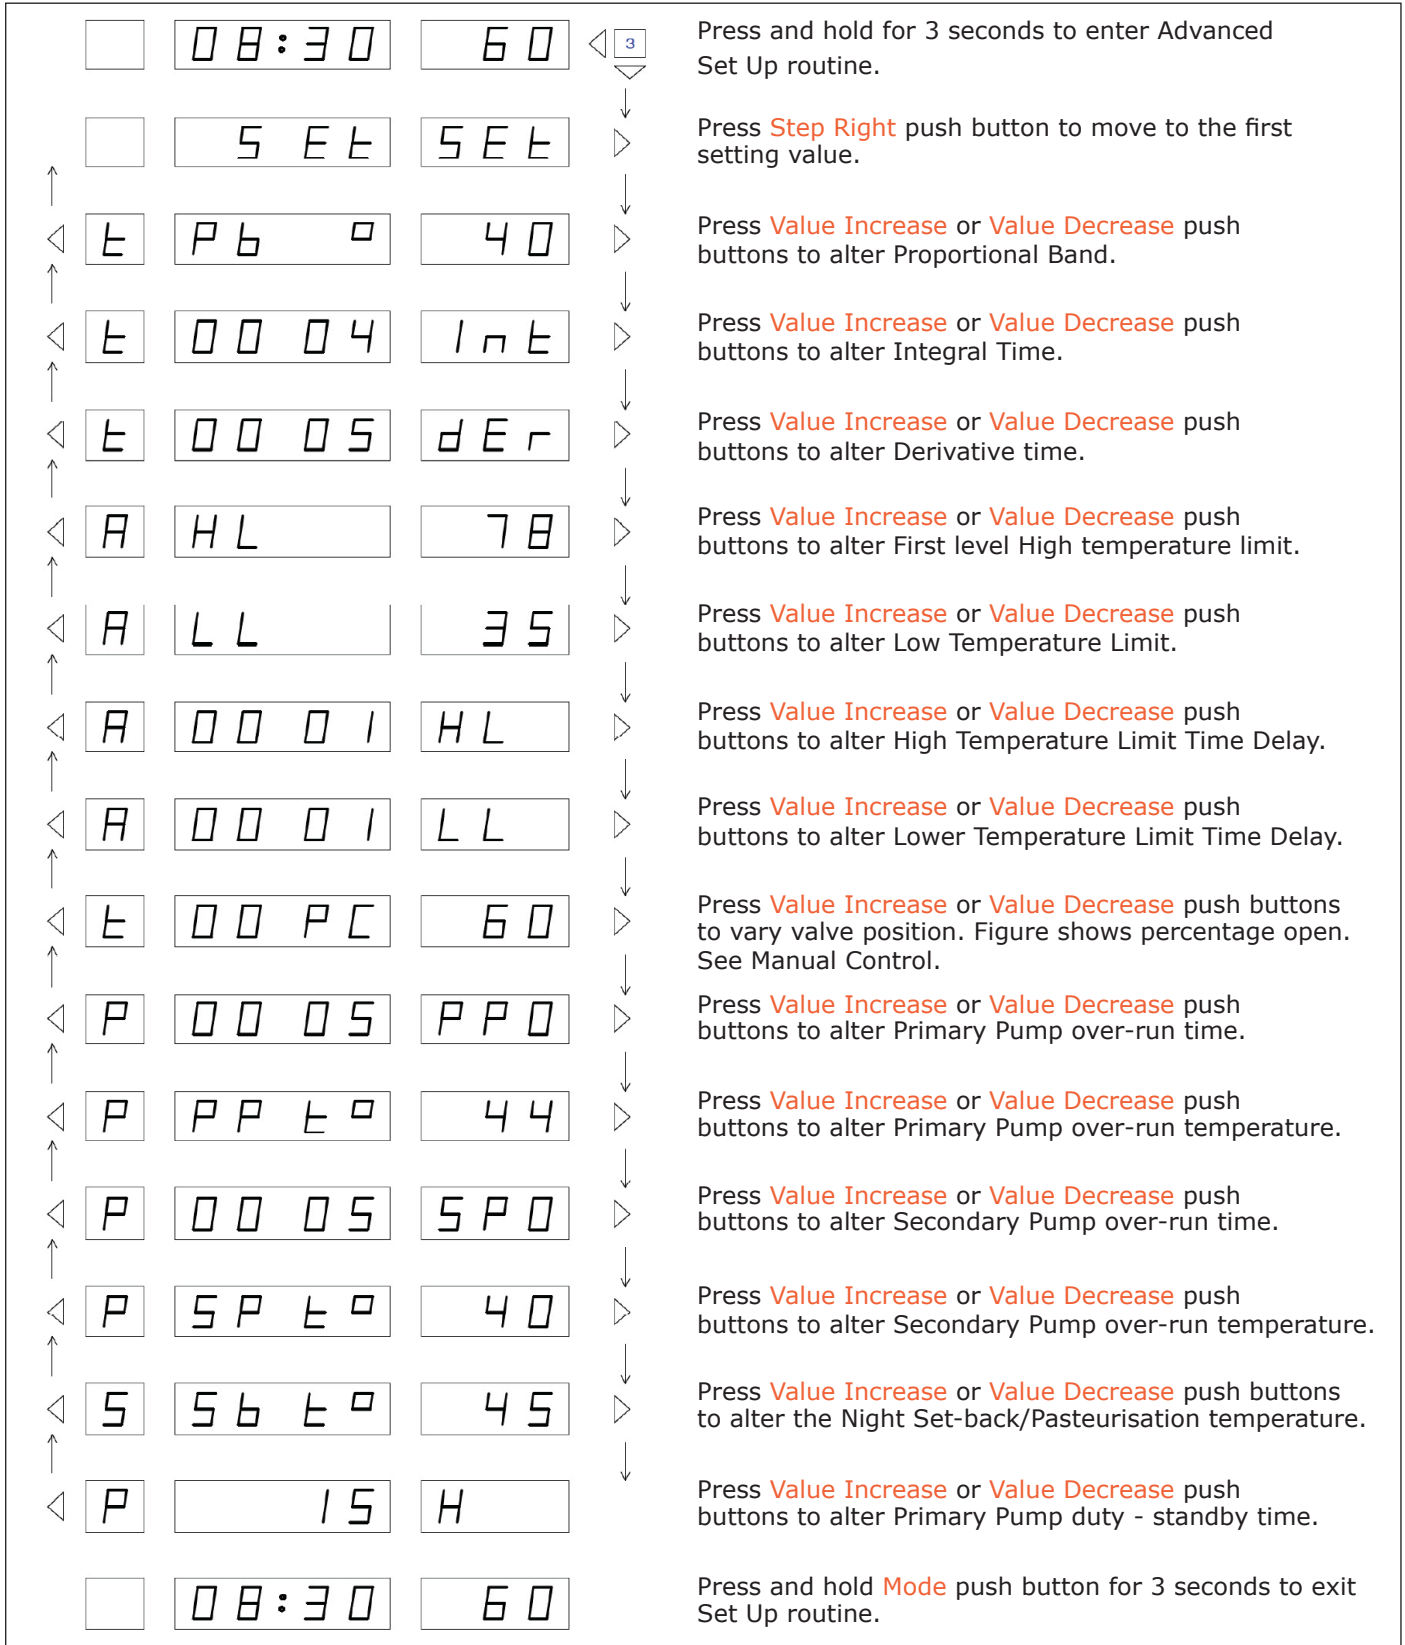 08:30 60 3 Press and hold for 3 seconds to enter Advanced
Set Up routine.
SEt SEt Press Step Right push button to move to the first
setting value.
t Pb ° 40 Press Value Increase or Value Decrease push
buttons to alter Proportional Band.
t 00 04 Int Press Value Increase or Value Decrease push
buttons to alter Integral Time.
t 00 05 dEr Press Value Increase or Value Decrease push
buttons to alter Derivative time.
A HL 78 Press Value Increase or Value Decrease push
buttons to alter First level High temperature limit.
A LL 35 Press Value Increase or Value Decrease push
buttons to alter Low Temperature Limit.
A 00 01 HL Press Value Increase or Value Decrease push
buttons to alter High Temperature Limit Time Delay.
A 00 01 LL Press Value Increase or Value Decrease push
buttons to alter Lower Temperature Limit Time Delay.
t 00 PC 60 Press Value Increase or Value Decrease push buttons
to vary valve position. Figure shows percentage open.
See Manual Control.
P 00 05 PPO Press Value Increase or Value Decrease push
buttons to alter Primary Pump over-run time.
P PP t° 44 Press Value Increase or Value Decrease push
buttons to alter Primary Pump over-run temperature.
P 00 05 SPO Press Value Increase or Value Decrease push
buttons to alter Secondary Pump over-run time.
P SP t° 40 Press Value Increase or Value Decrease push
buttons to alter Secondary Pump over-run temperature.
S Sb t° 45 Press Value Increase or Value Decrease push buttons
to alter the Night Set-back/Pasteurisation temperature.
P 15 H Press Value Increase or Value Decrease push
buttons to alter Primary Pump duty - standby time.
08:30 60 Press and hold Mode push button for 3 seconds to exit
Set Up routine.